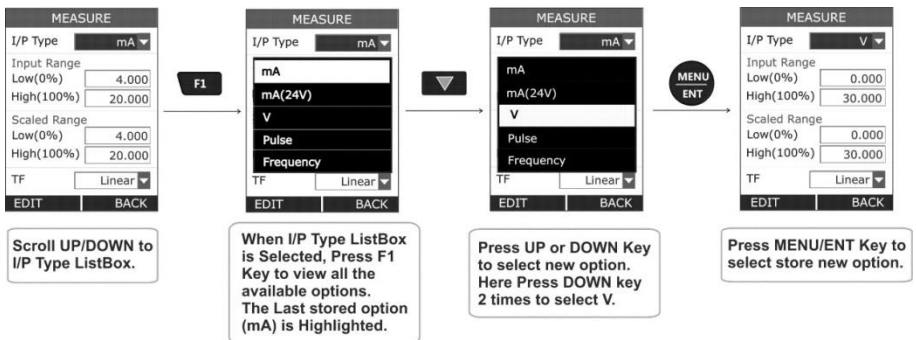 MEASURE
I/P Type mA
Input Range
Low(0%) 4.000
High(100%) 20.000
Scaled Range
Low(0%) 4.000
High(100%) 20.000
TF Linear
EDIT BACK
Scroll UP/DOWN to
I/P Type ListBox.
F1
MEASURE
I/P Type mA
mA
mA(24V)
V
Pulse
Frequency
TF Linear
EDIT BACK
When I/P Type ListBox
is Selected, Press F1
Key to view all the
available options.
The Last stored option
(mA) is Highlighted.
MEASURE
I/P Type mA
mA
mA(24V)
V
Pulse
Frequency
TF Linear
EDIT BACK
Press UP or DOWN Key
to select new option.
Here Press DOWN key
2 times to select V.
MENU
ENT
MEASURE
I/P Type V
Input Range
Low(0%) 0.000
High(100%) 30.000
Scaled Range
Low(0%) 0.000
High(100%) 30.000
TF Linear
EDIT BACK
Press MENU/ENT Key to
select store new option.